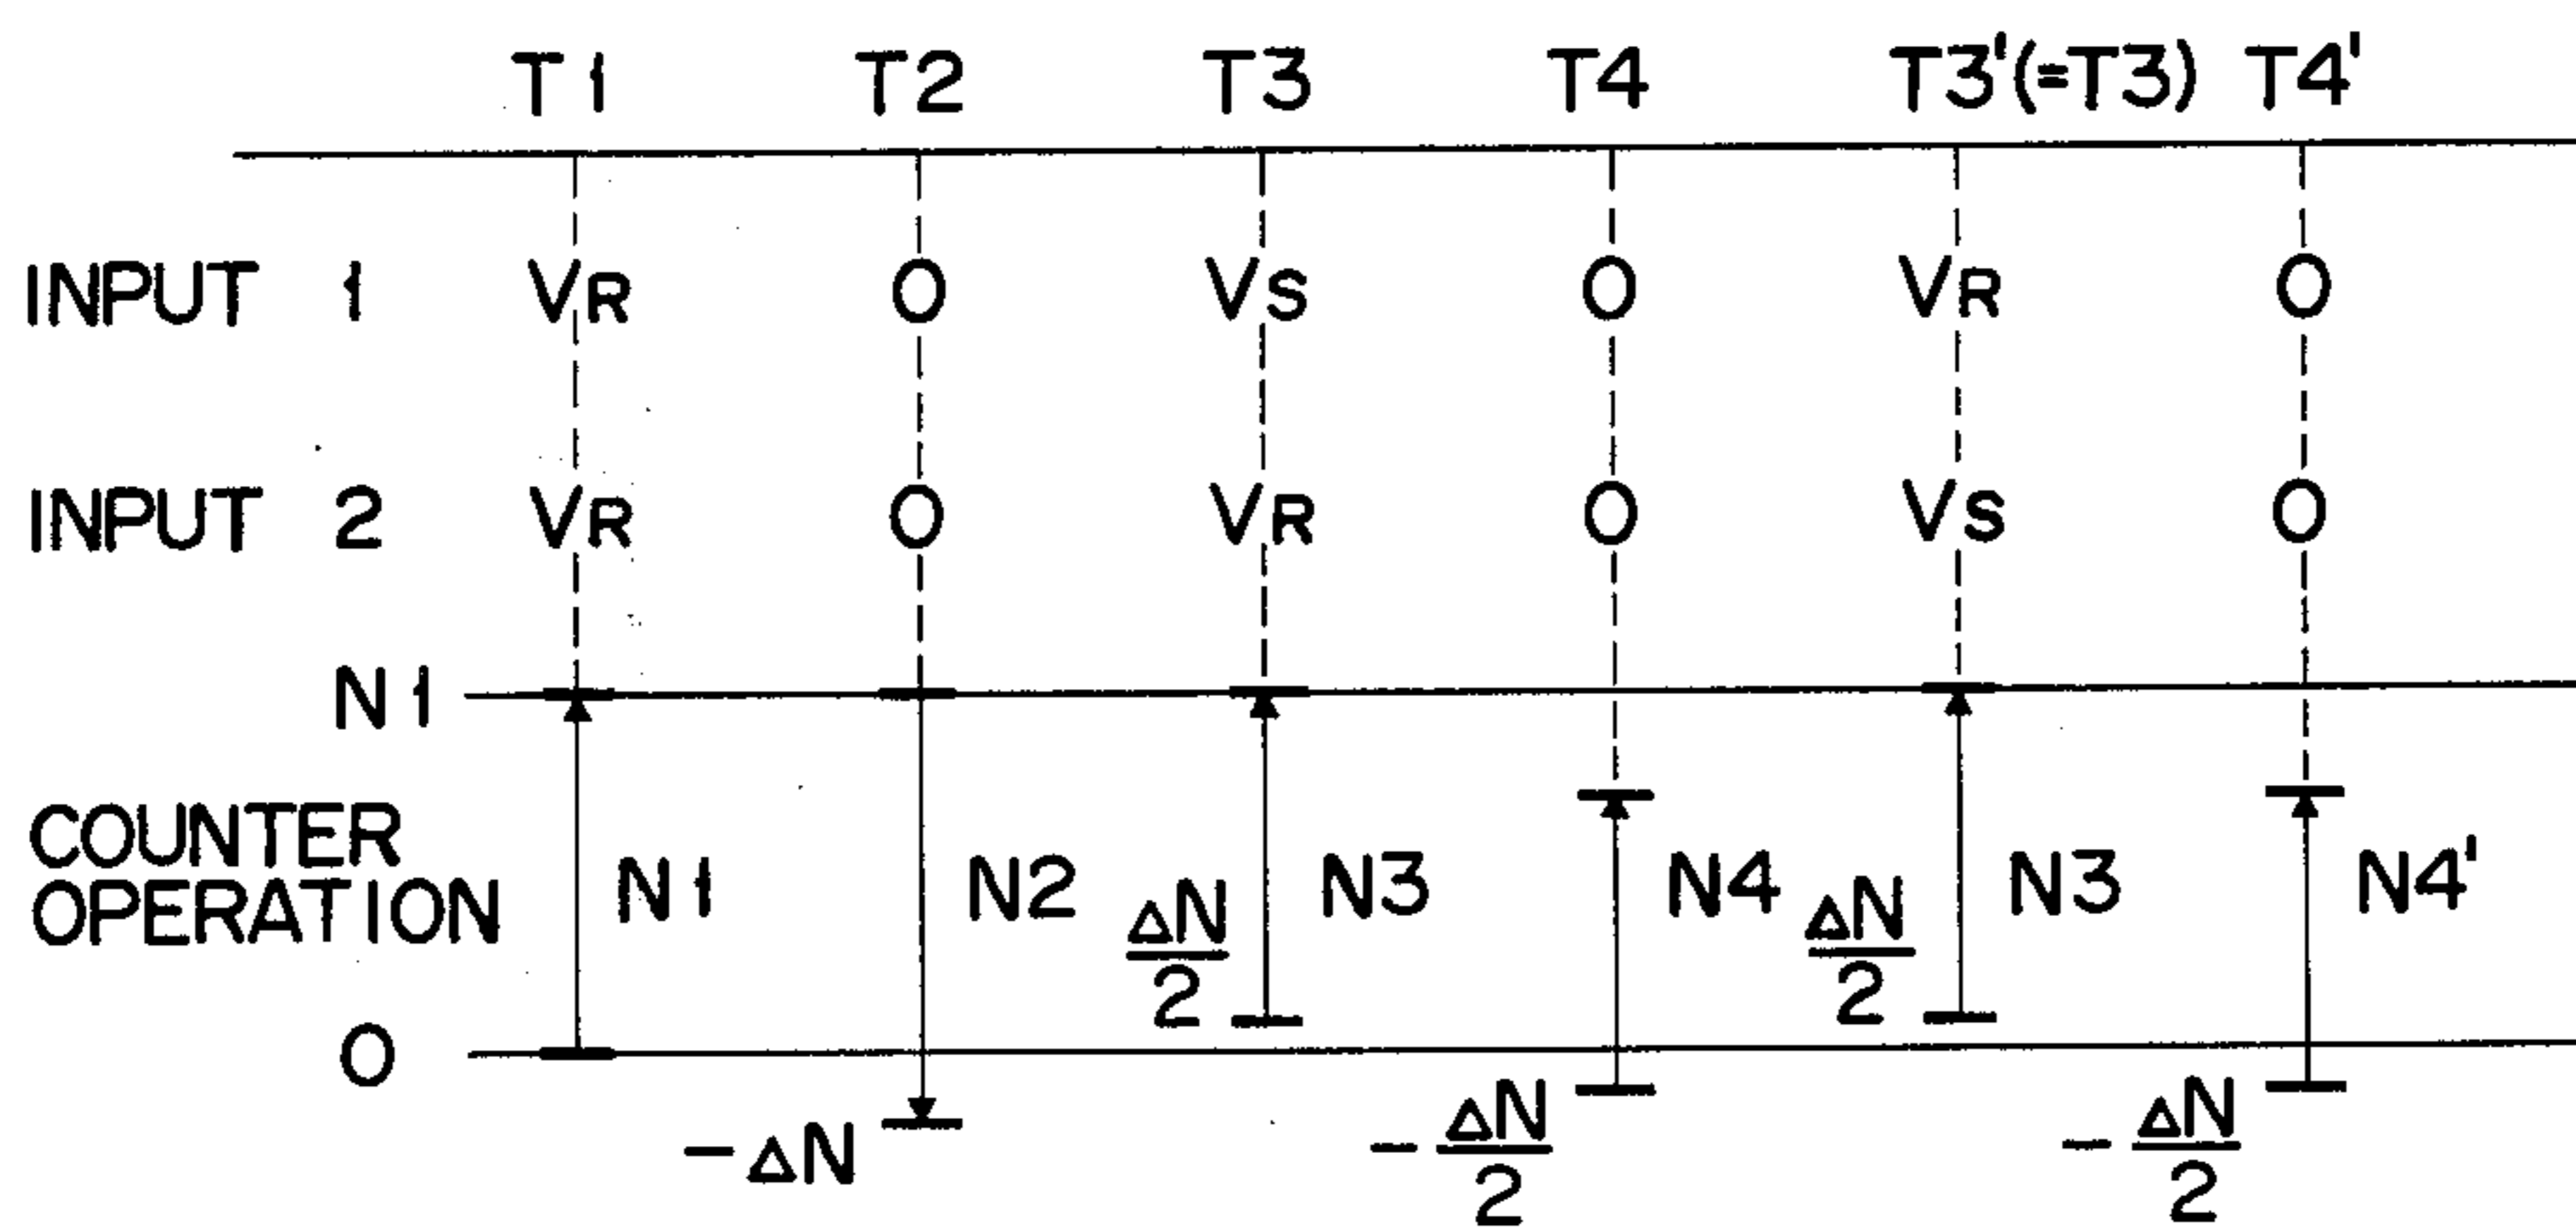 T1 T2 T3 T4 T3'(=T3) T4'
INPUT 1 VR 0 VS 0 VR 0
INPUT 2 VR 0 VR 0 VS 0
N1
COUNTER
OPERATION
N1 N2 ΔN/2 N3 N4 ΔN/2 N3 N4'
0
-ΔN -ΔN/2 -ΔN/2